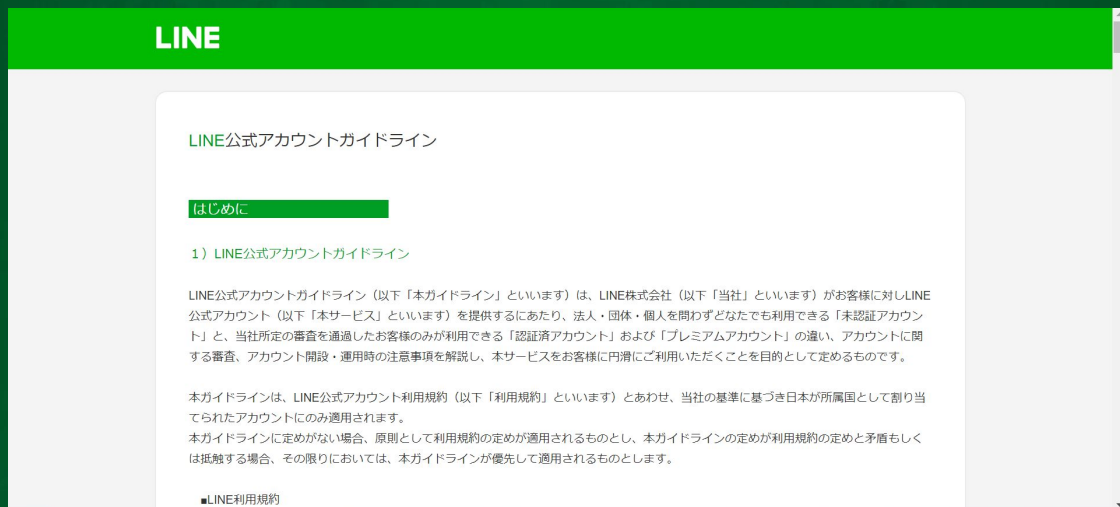 LINE
LINE公式アカウントガイドライン
はじめに
１）LINE公式アカウントガイドライン
LINE公式アカウントガイドライン（以下「本ガイドライン」といいます）は、LINE株式会社（以下「当社」といいます）がお客様に対しLINE
公式アカウント（以下「本サービス」といいます）を提供するにあたり、法人・団体・個人を問わずどなたでも利用できる「未認証アカウン
ト」と、当社所定の審査を通過したお客様のみが利用できる「認証済アカウント」および「プレミアムアカウント」の違い、アカウントに関
する審査、アカウント開設・運用時の注意事項を解説し、本サービスをお客様に円滑にご利用いただくことを目的として定めるものです。
本ガイドラインは、LINE公式アカウント利用規約（以下「利用規約」といいます）とあわせ、当社の基準に基づき日本が所属国として割り当
てられたアカウントにのみ適用されます。
本ガイドラインに定めがない場合、原則として利用規約の定めが適用されるものとし、本ガイドラインの定めが利用規約の定めと矛盾もしく
は抵触する場合、その限りにおいては、本ガイドラインが優先して適用されるものとします。
■LINE利用規約